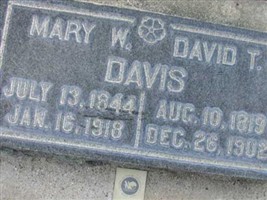 MARY W. DAVID T.
DAVIS
JULY 13, 1844 AUG. 10, 1819
JAN. 16, 1918 DEC. 26, 1902